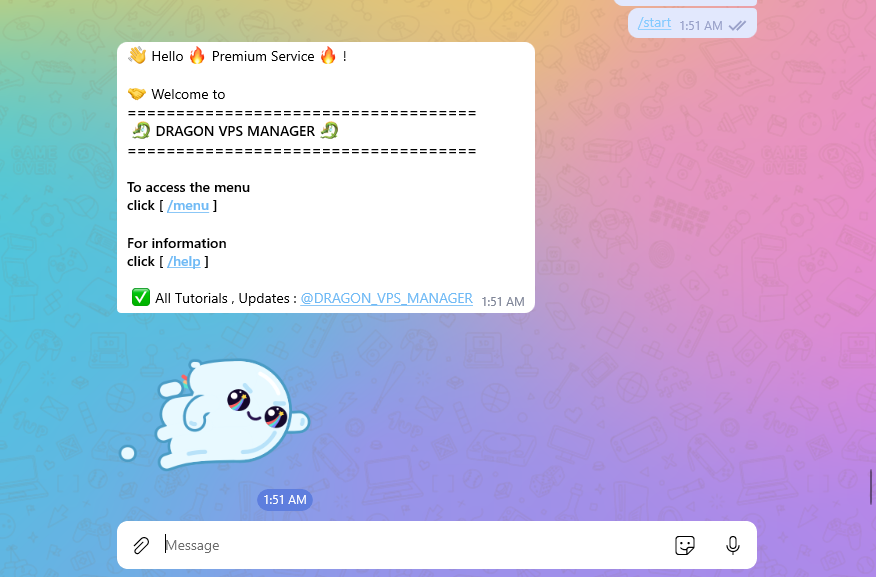 /start 1:51 AM
👋 Hello 🔥 Premium Service 🔥 !
🤝 Welcome to
====================================
🐉 DRAGON VPS MANAGER 🐉
====================================
To access the menu
click [ /menu ]
For information
click [ /help ]
✅ All Tutorials , Updates : @DRAGON_VPS_MANAGER 1:51 AM
1:51 AM
Message